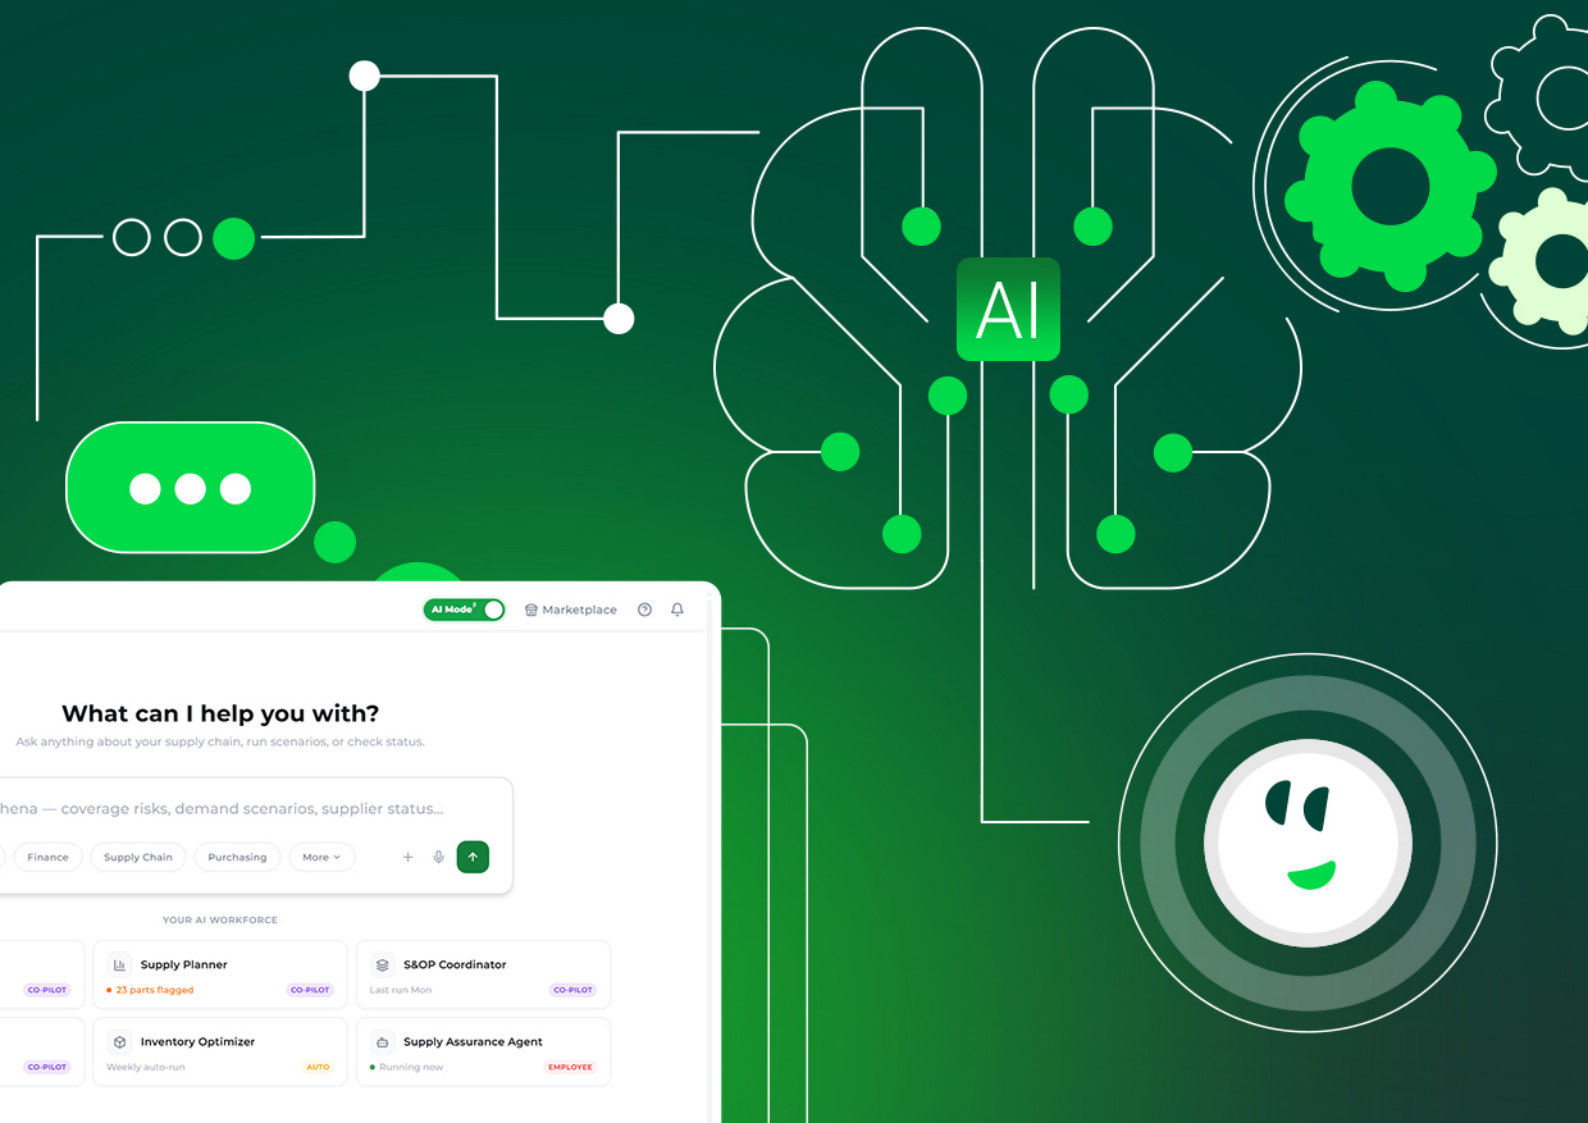 AI
AI Mode
Marketplace
What can I help you with?
Ask anything about your supply chain, run scenarios, or check status.
hena — coverage risks, demand scenarios, supplier status...
Finance
Supply Chain
Purchasing
More
YOUR AI WORKFORCE
CO-PILOT
Supply Planner
23 parts flagged
CO-PILOT
S&OP Coordinator
Last run Mon
CO-PILOT
CO-PILOT
Inventory Optimizer
Weekly auto-run
AUTO
Supply Assurance Agent
Running now
EMPLOYEE